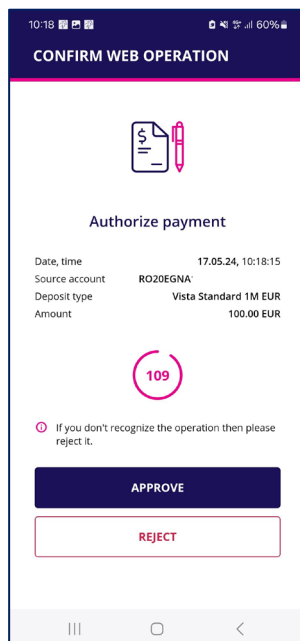 10:18 60%
CONFIRM WEB OPERATION
$
Authorize payment
Date, time 17.05.24, 10:18:15
Source account RO20EGNA
Deposit type Vista Standard 1M EUR
Amount 100.00 EUR
109
If you don't recognize the operation then please
reject it.
APPROVE
REJECT